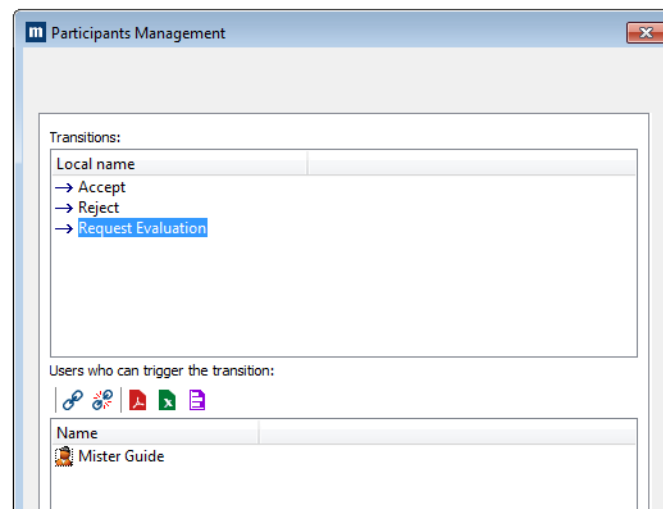 m Participants Management
Transitions:
Local name
Accept
Reject
Request Evaluation
Users who can trigger the transition:
Name
Mister Guide